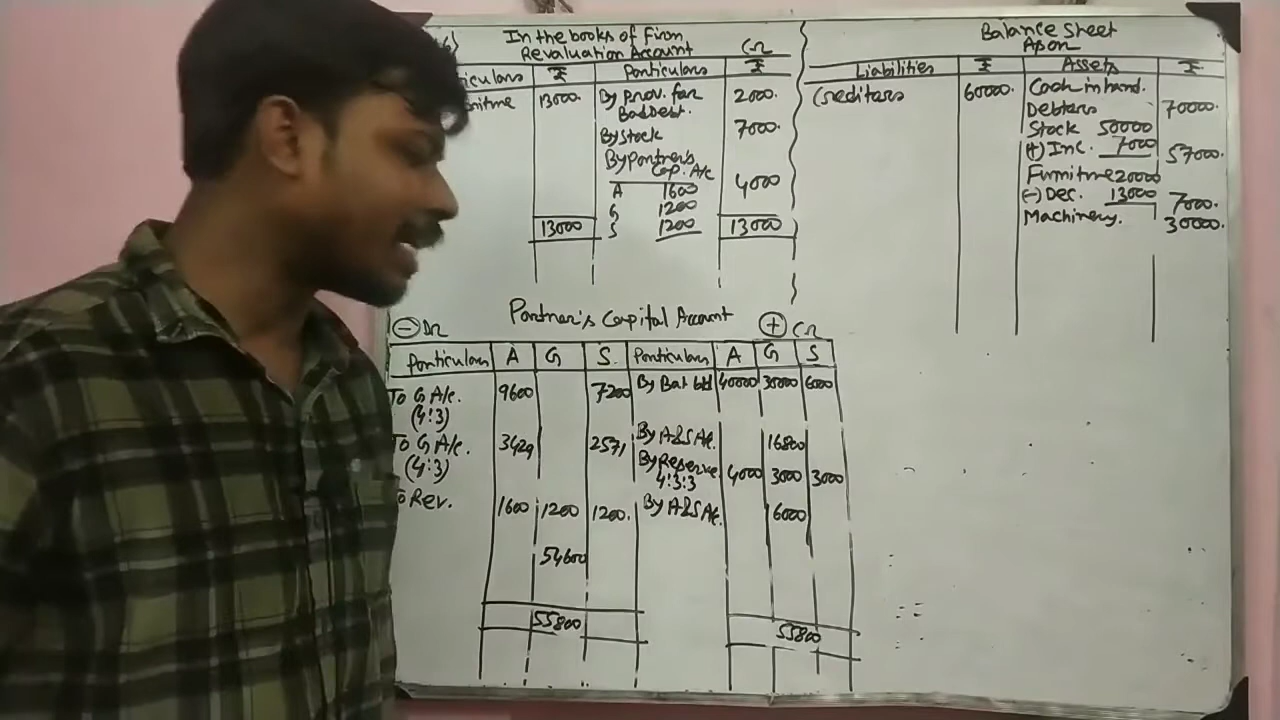 In the books of Firm
Revaluation Account Cr
ticulars ₹ Particulars ₹
niture 13000. By prov. for 2000.
Bad Debt.
By Stock 7000.
By Partner's
Cap. A/c 4000
A 1600
G 1200
13000 S 1200 13000
Balance Sheet
As on
Liabilities ₹ Assets ₹
Creditors 60000. Cash in hand.
Debtors 70000.
Stock 50000
(+) Inc. 7000 57000.
Furniture 20000
(-) Dec. 13000 7000.
Machinery. 30000.
Partner's Capital Account
- Dr + Cr
Particulars A G S. Particulars A G S
To G A/c. 9600 7200 By Bal b/d 40000 30000 6000
(4:3)
To G A/c. 3429 2571 By A&S A/c. 16800
(4:3) By Reserve 4000 3000 3000
4:3:3
To Rev. 1600 1200 1200. By A&S A/c. 6000
54600
55800 55800